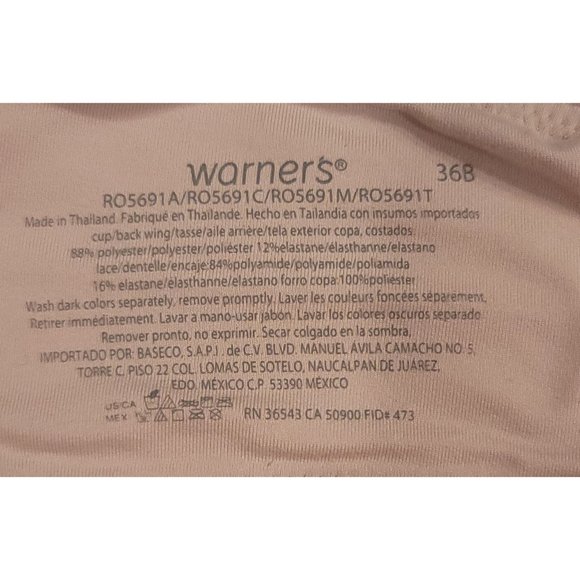 warner's® 36B
RO5691A/RO5691C/RO5691M/RO5691T
Made in Thailand. Fabriqué en Thaïlande. Hecho en Tailandia con insumos importados
cup/back wing/tasse/aile arrière/tela exterior copa, costados:
88% polyester/polyester/poliéster 12%elastane/élasthanne/elastano
lace/dentelle/encaje:84%polyamide/polyamide/poliamida
16% elastane/élasthanne/elastano forro copa:100%poliéster
Wash dark colors separately, remove promptly. Laver les couleurs foncées séparément.
Retirer immédiatement. Lavar a mano-usar jabón. Lavar los colores oscuros separado.
Remover pronto, no exprimir. Secar colgado en la sombra.
IMPORTADO POR: BASECO, S.A.P.I . de C.V. BLVD. MANUEL ÁVILA CAMACHO NO. 5,
TORRE C, PISO 22 COL. LOMAS DE SOTELO, NAUCALPAN DE JUÁREZ,
EDO. MÉXICO C.P. 53390 MÉXICO
US/CA
MEX RN 36543 CA 50900 FID# 473